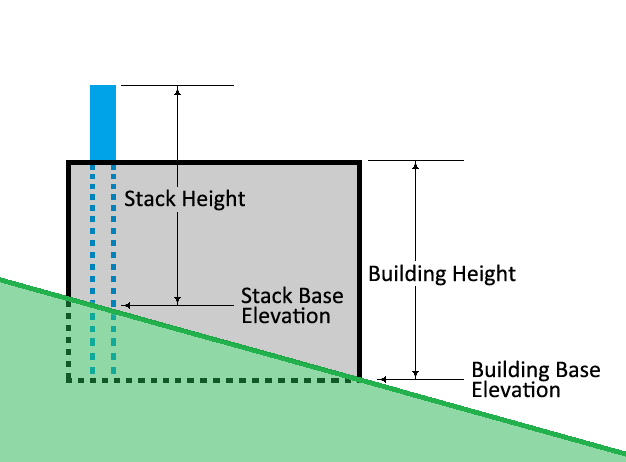 Stack Height
Building Height
Stack Base
Elevation
Building Base
Elevation